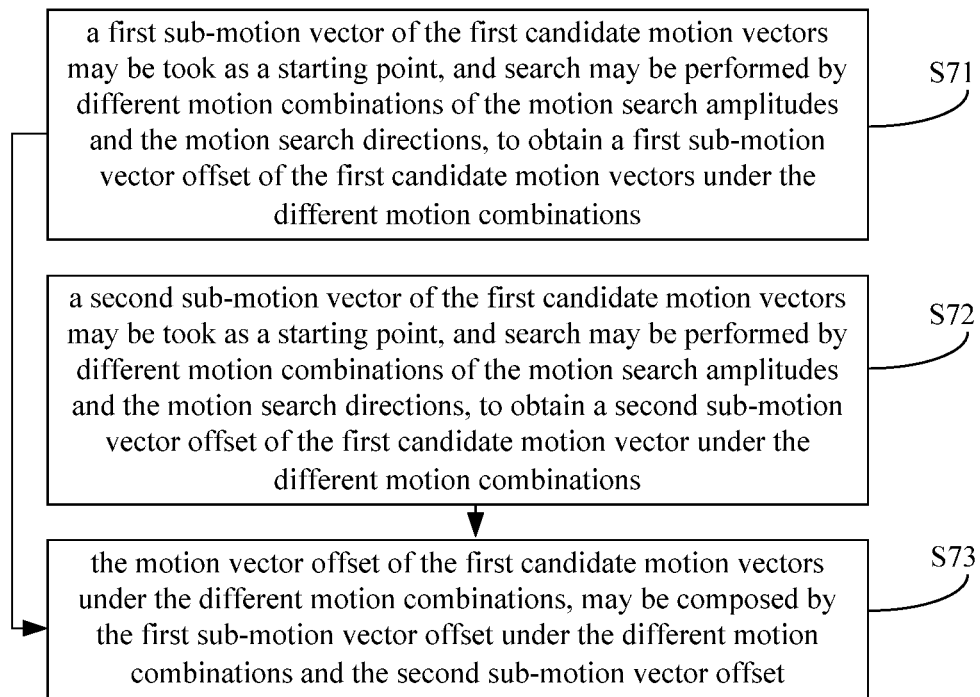 a first sub-motion vector of the first candidate motion vectors
may be took as a starting point, and search may be performed by
different motion combinations of the motion search amplitudes
and the motion search directions, to obtain a first sub-motion
vector offset of the first candidate motion vectors under the
different motion combinations
S71
a second sub-motion vector of the first candidate motion vectors
may be took as a starting point, and search may be performed by
different motion combinations of the motion search amplitudes
and the motion search directions, to obtain a second sub-motion
vector offset of the first candidate motion vector under the
different motion combinations
S72
the motion vector offset of the first candidate motion vectors
under the different motion combinations, may be composed by
the first sub-motion vector offset under the different motion
combinations and the second sub-motion vector offset
S73